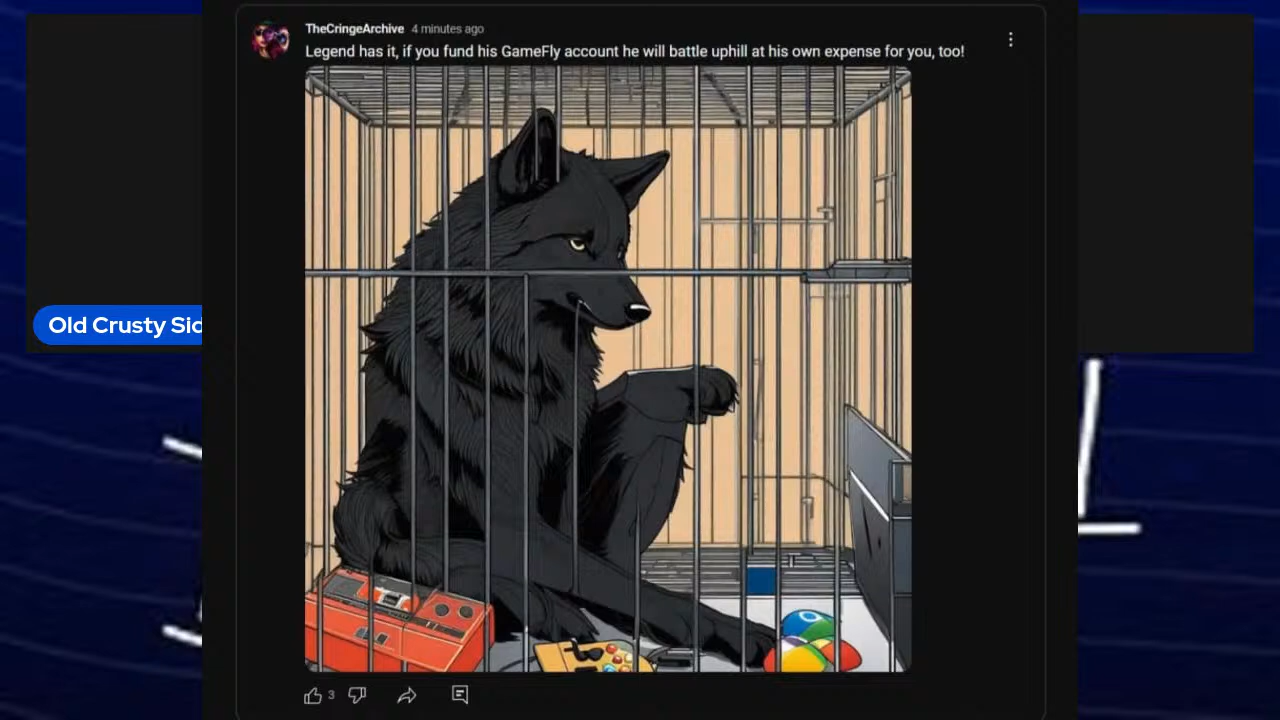 TheCringeArchive 4 minutes ago
Legend has it, if you fund his GameFly account he will battle uphill at his own expense for you, too!
Old Crusty Sid
3